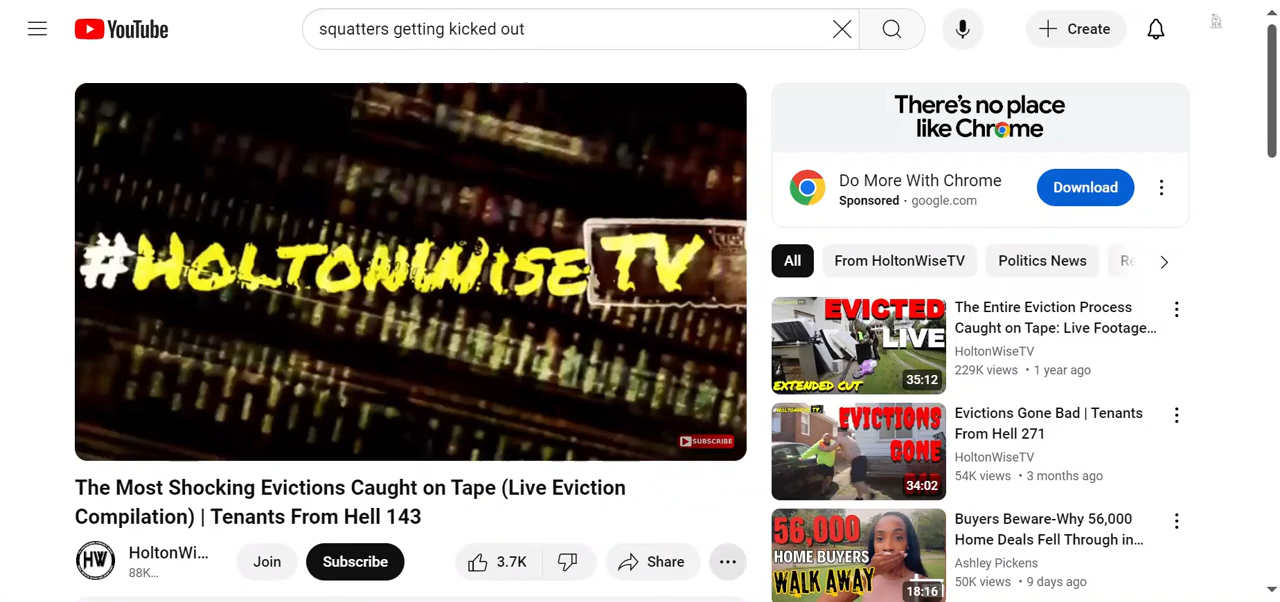 YouTube
squatters getting kicked out
Create
#HOLTONWISE TV
SUBSCRIBE
The Most Shocking Evictions Caught on Tape (Live Eviction
Compilation) | Tenants From Hell 143
HW
HoltonWi...
88K...
Join
Subscribe
3.7K
Share
There's no place
like Chrome
Do More With Chrome
Sponsored · google.com
Download
All
From HoltonWiseTV
Politics News
Re
EVICTED
LIVE
EXTENDED CUT
35:12
The Entire Eviction Process
Caught on Tape: Live Footage...
HoltonWiseTV
229K views · 1 year ago
#HOLTONWISE TV
EVICTIONS
GONE
34:02
Evictions Gone Bad | Tenants
From Hell 271
HoltonWiseTV
54K views · 3 months ago
56,000
HOME BUYERS
WALK AWAY
18:16
Buyers Beware-Why 56,000
Home Deals Fell Through in...
Ashley Pickens
50K views · 9 days ago